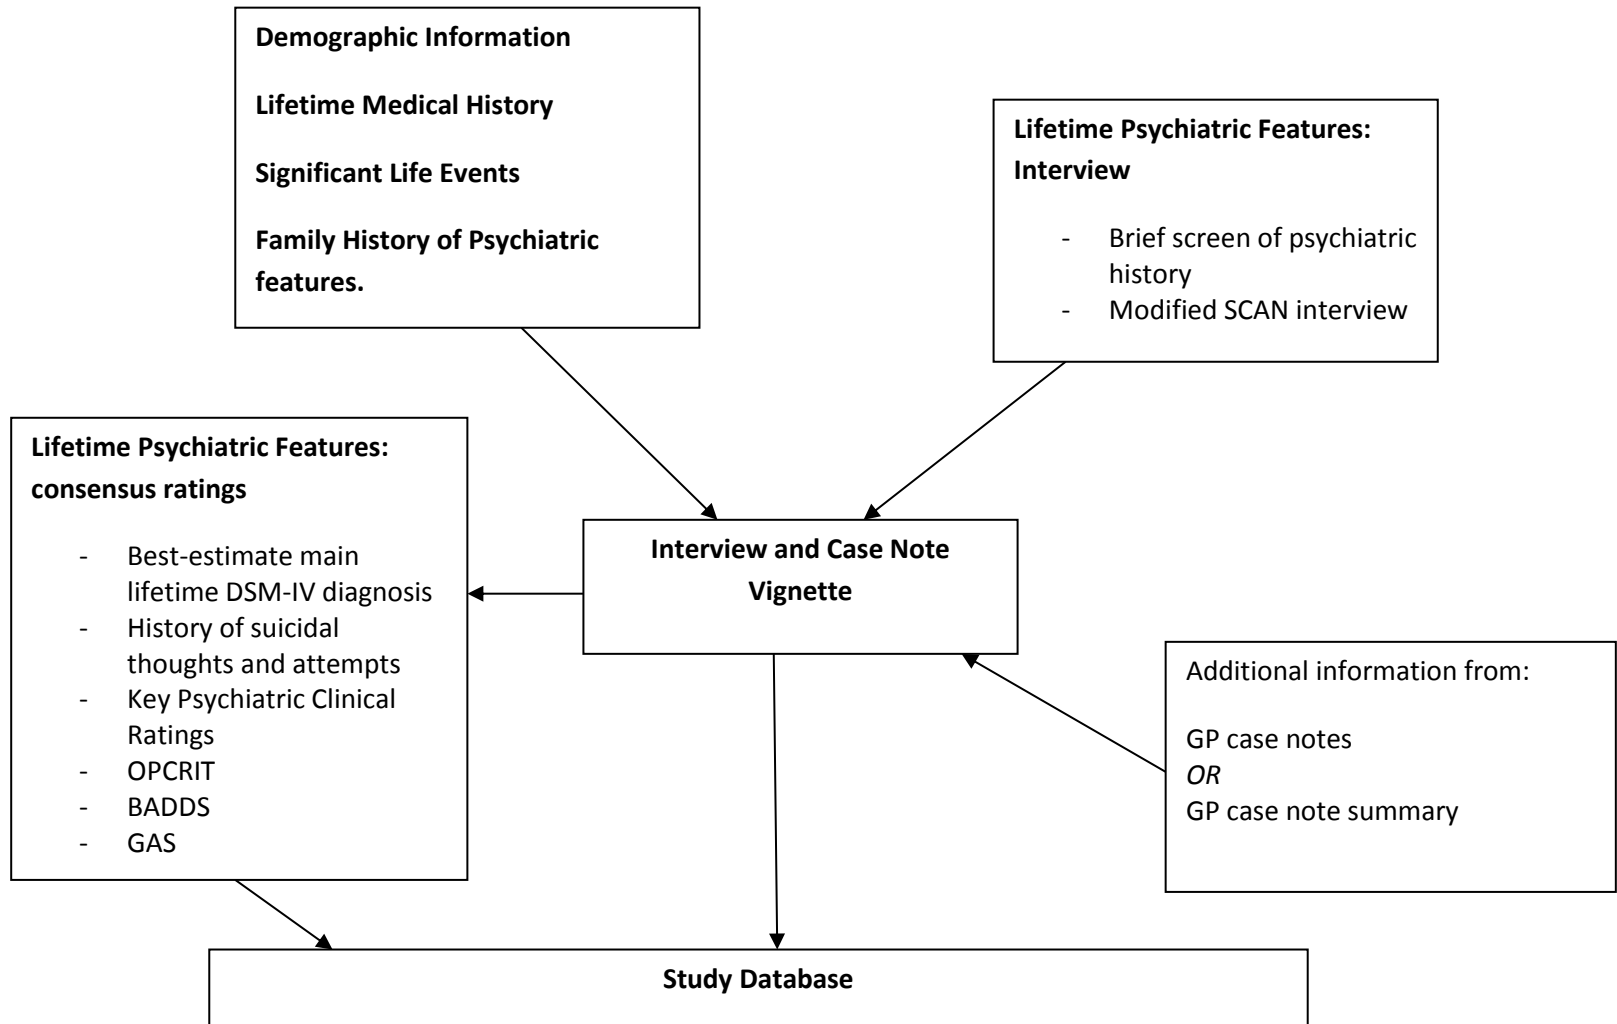 Demographic Information
Lifetime Medical History
Significant Life Events
Family History of Psychiatric
features.
Lifetime Psychiatric Features:
Interview
- Brief screen of psychiatric
history
- Modified SCAN interview
Lifetime Psychiatric Features:
consensus ratings
- Best-estimate main
lifetime DSM-IV diagnosis
- History of suicidal
thoughts and attempts
- Key Psychiatric Clinical
Ratings
- OPCRIT
- BADDS
- GAS
Interview and Case Note
Vignette
Additional information from:
GP case notes
OR
GP case note summary
Study Database